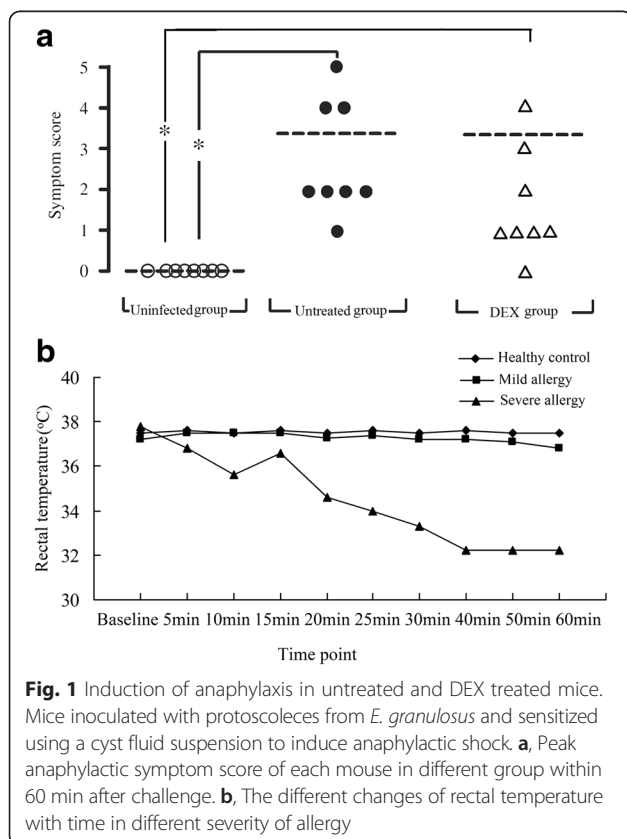 a
5
4
3
2
1
0
Symptom score
*
*
Uninfected group
Untreated group
DEX group
b
Healthy control
Mild allergy
Severe allergy
40
38
36
34
32
30
Rectal temperature(°C)
Baseline 5min 10min 15min 20min 25min 30min 40min 50min 60min
Time point
Fig. 1 Induction of anaphylaxis in untreated and DEX treated mice.
Mice inoculated with protoscoleces from E. granulosus and sensitized
using a cyst fluid suspension to induce anaphylactic shock. a, Peak
anaphylactic symptom score of each mouse in different group within
60 min after challenge. b, The different changes of rectal temperature
with time in different severity of allergy